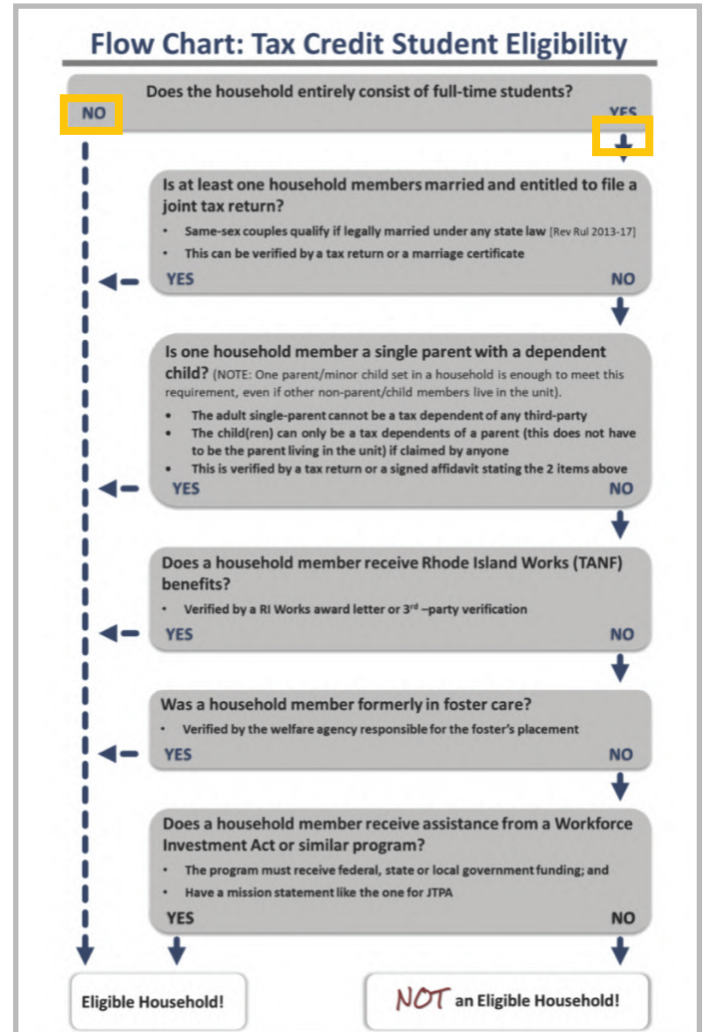 Flow Chart: Tax Credit Student Eligibility
Does the household entirely consist of full-time students?
NO YES
Is at least one household members married and entitled to file a
joint tax return?
• Same-sex couples qualify if legally married under any state law [Rev Rul 2013-17]
• This can be verified by a tax return or a marriage certificate
YES NO
Is one household member a single parent with a dependent
child? (NOTE: One parent/minor child set in a household is enough to meet this
requirement, even if other non-parent/child members live in the unit).
• The adult single-parent cannot be a tax dependent of any third-party
• The child(ren) can only be a tax dependents of a parent (this does not have
to be the parent living in the unit) if claimed by anyone
• This is verified by a tax return or a signed affidavit stating the 2 items above
YES NO
Does a household member receive Rhode Island Works (TANF)
benefits?
• Verified by a RI Works award letter or 3rd –party verification
YES NO
Was a household member formerly in foster care?
• Verified by the welfare agency responsible for the foster's placement
YES NO
Does a household member receive assistance from a Workforce
Investment Act or similar program?
• The program must receive federal, state or local government funding; and
• Have a mission statement like the one for JTPA
YES NO
Eligible Household! NOT an Eligible Household!